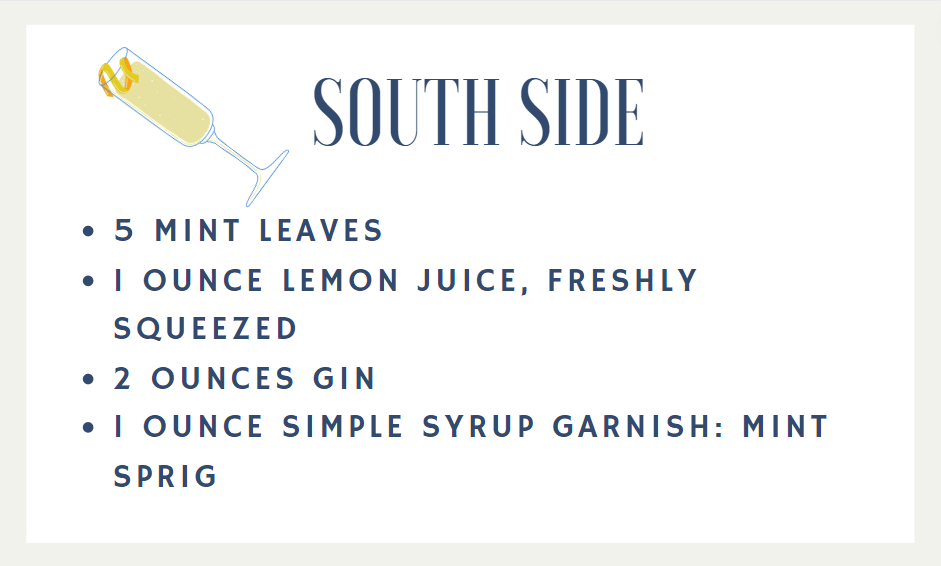 SOUTH SIDE
• 5 MINT LEAVES
• 1 OUNCE LEMON JUICE, FRESHLY
SQUEEZED
• 2 OUNCES GIN
• 1 OUNCE SIMPLE SYRUP GARNISH: MINT
SPRIG